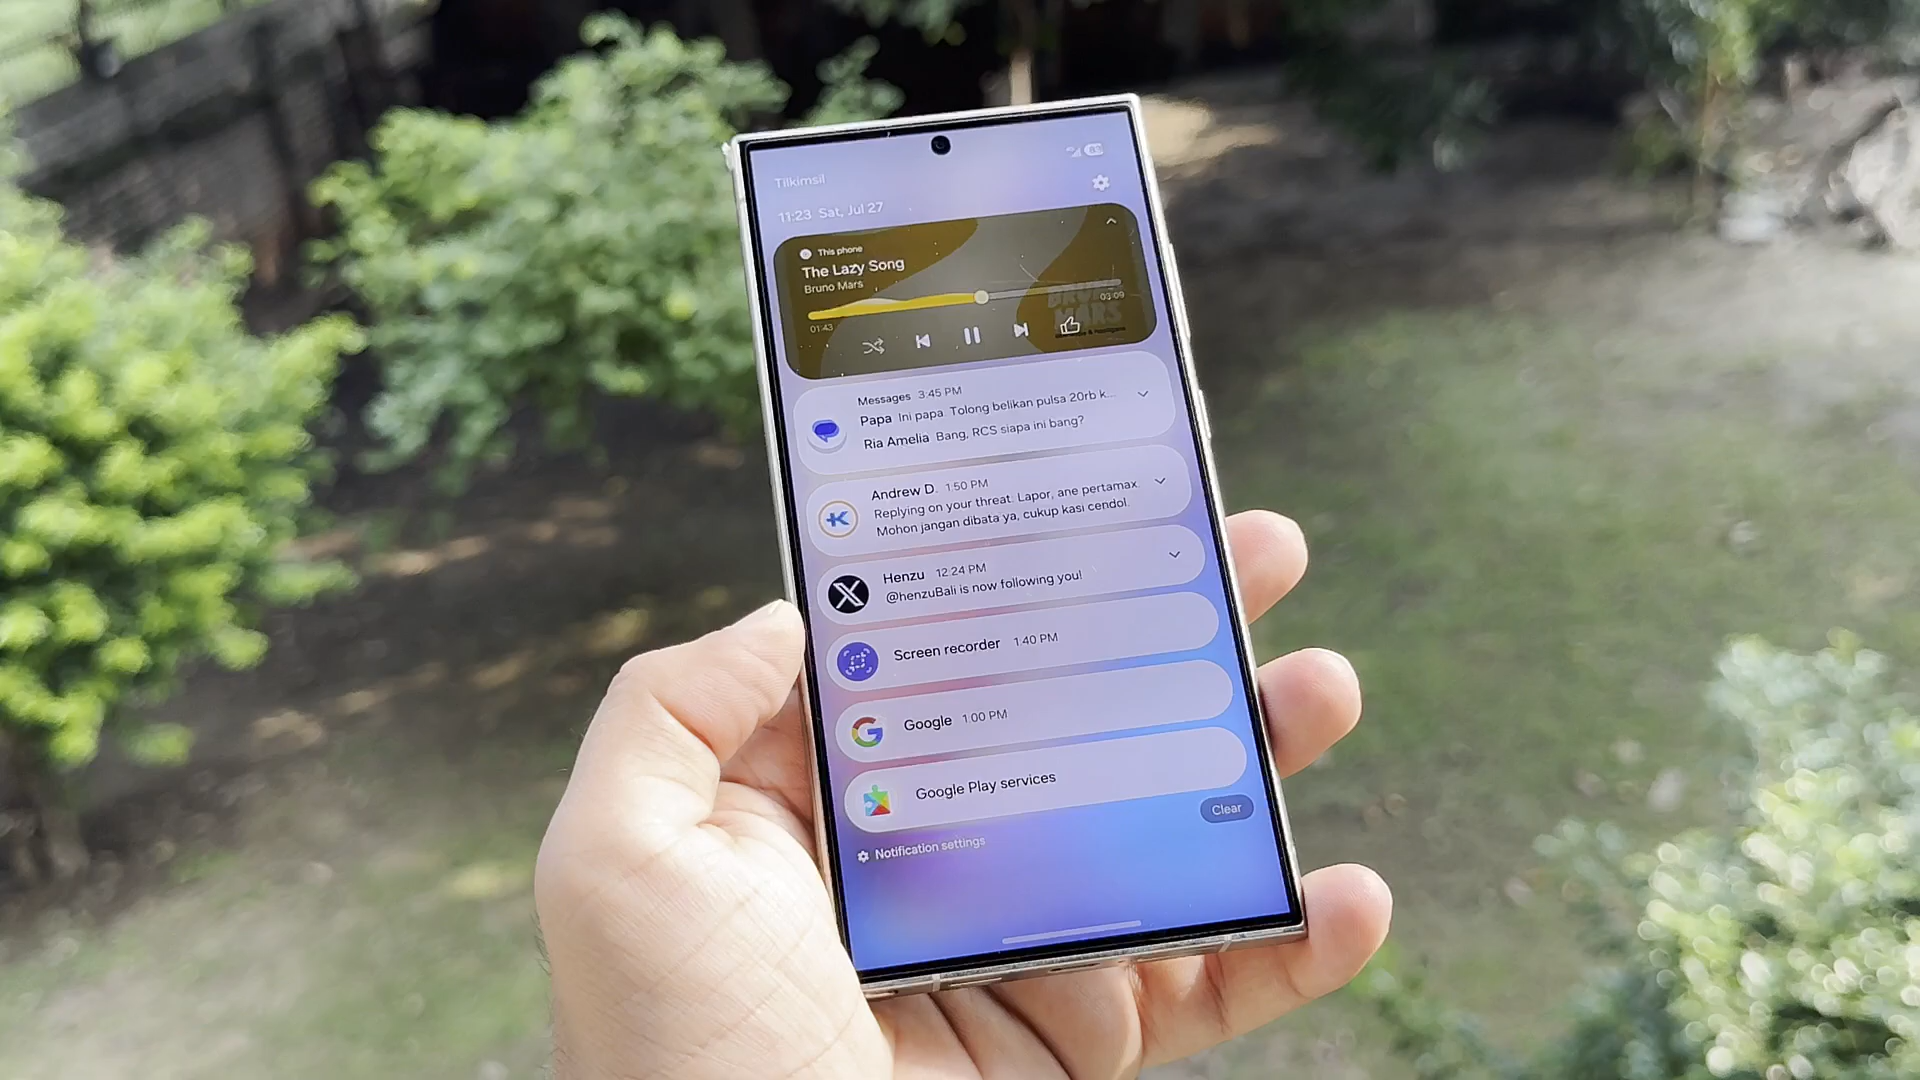 Tilkimsil
11:23 Sat, Jul 27
This phone
The Lazy Song
Bruno Mars
01:43
03:09
BRUNO
MARS
Messages 3:45 PM
Papa Ini papa. Tolong belikan pulsa 20rb k...
Ria Amelia Bang, RCS siapa ini bang?
Andrew D. 1:50 PM
Replying on your threat: Lapor, ane pertamax.
Mohon jangan dibata ya, cukup kasi cendol.
Henzu 12:24 PM
@henzuBali is now following you!
Screen recorder 1:40 PM
Google 1:00 PM
Google Play services
Clear
Notification settings